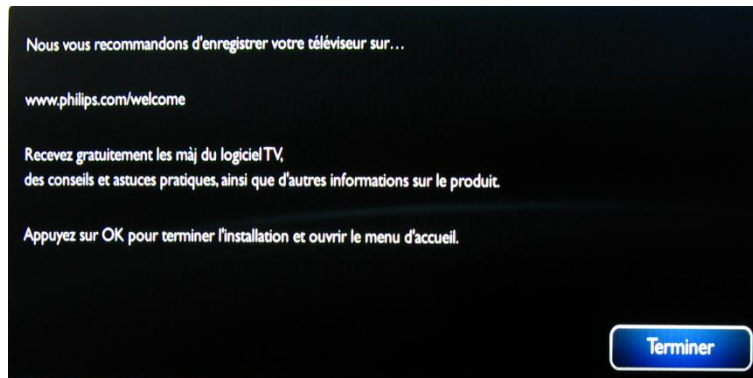 Nous vous recommandons d'enregistrer votre téléviseur sur…
www.philips.com/welcome
Recevez gratuitement les màj du logiciel TV,
des conseils et astuces pratiques, ainsi que d'autres informations sur le produit.
Appuyez sur OK pour terminer l'installation et ouvrir le menu d'accueil.
Terminer